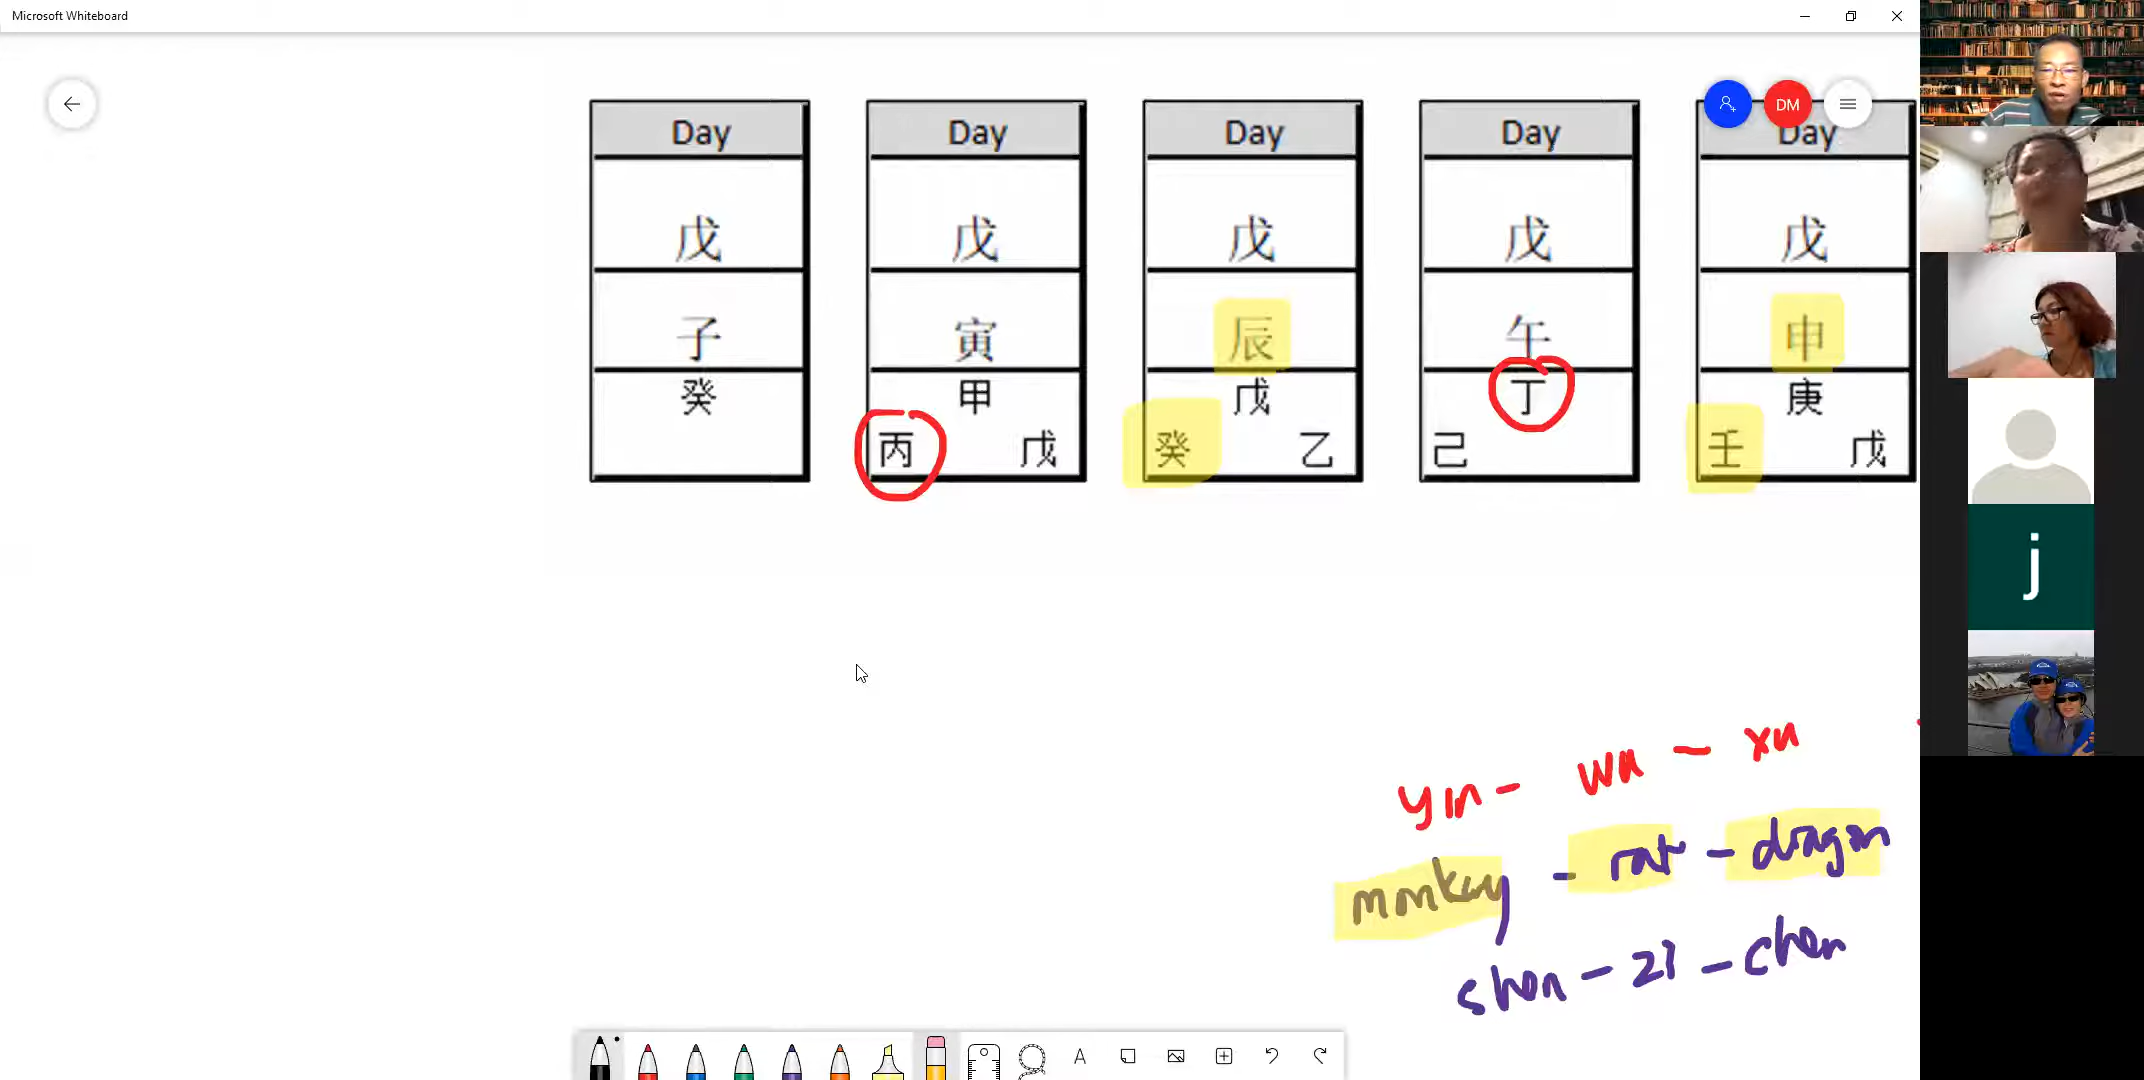 Microsoft Whiteboard
DM
Day Day Day Day Day
戊 戊 戊 戊 戊
子 寅 辰 午 申
癸 甲 戊 丁 庚
丙 戊 癸 乙 己 壬 戊
j
yin - wu - xu
monkey - rat - dragon
shen - zi - chen
A